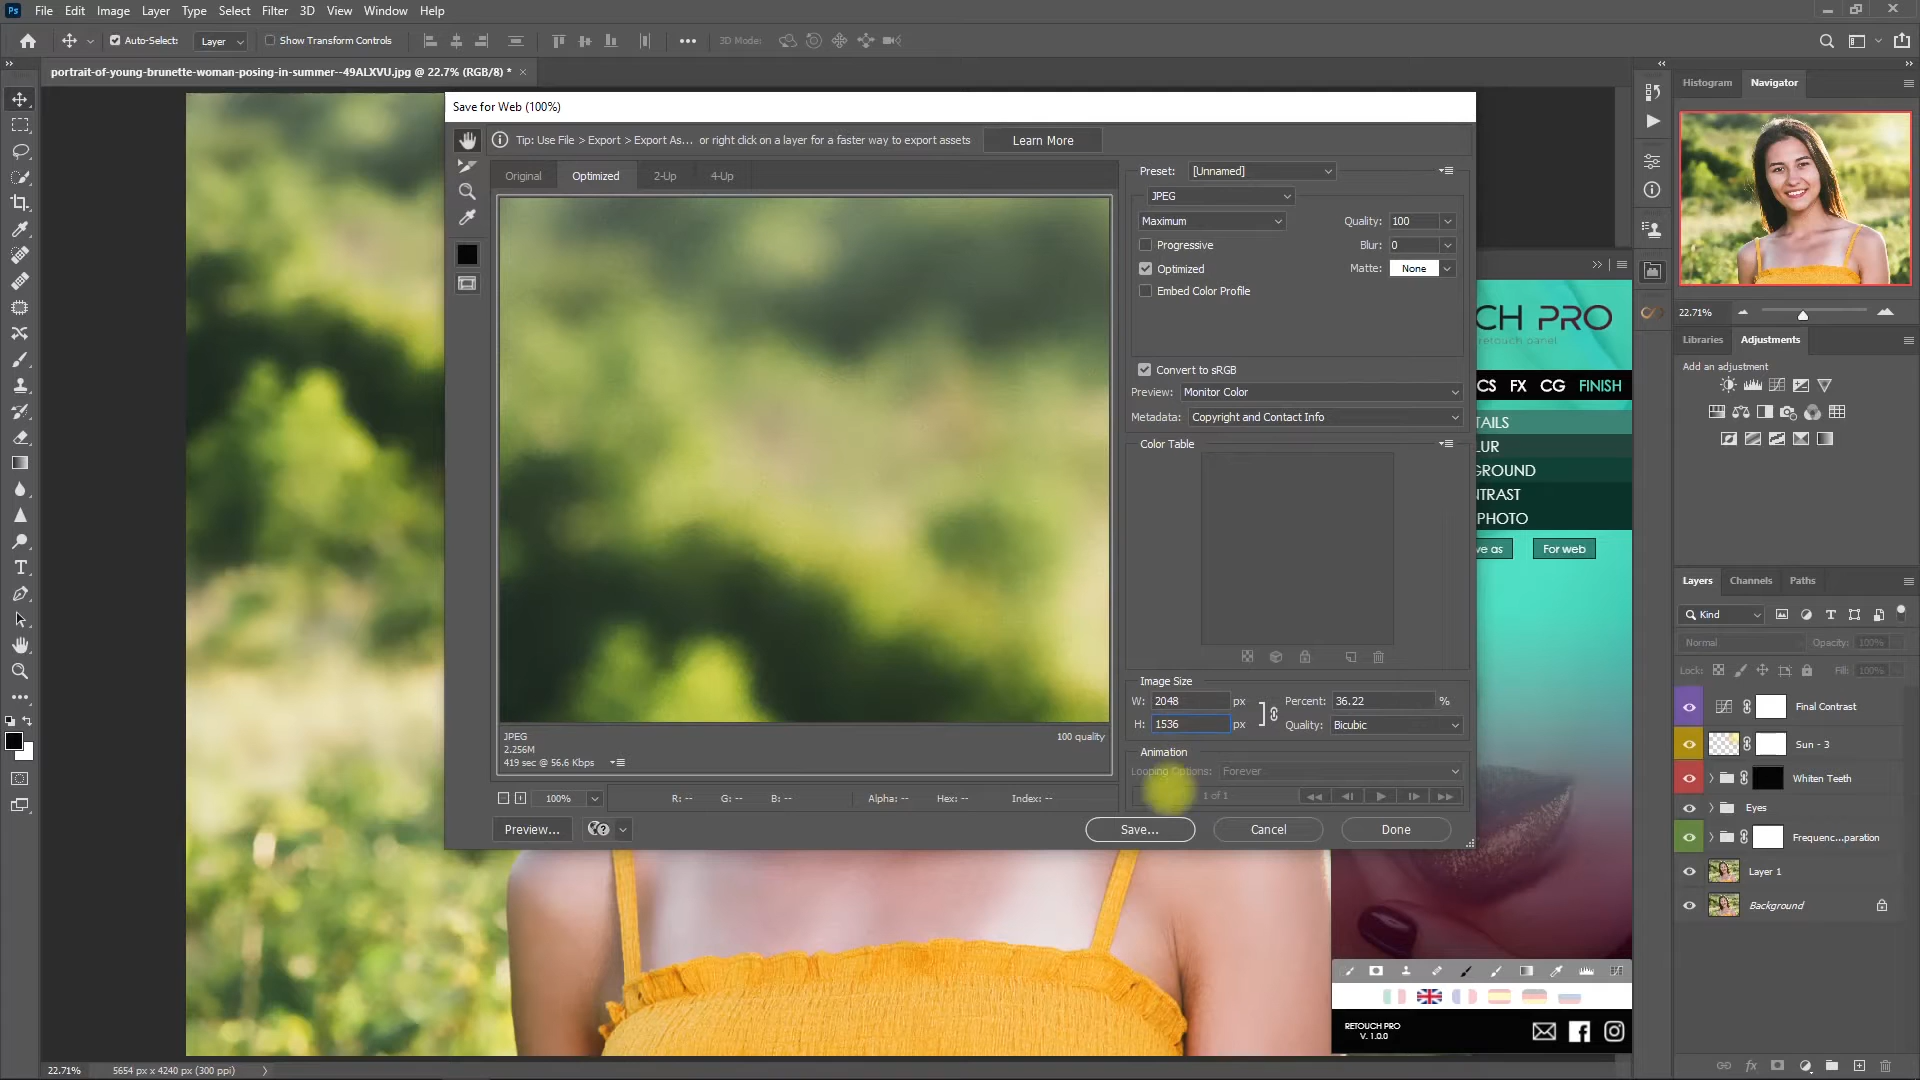 Ps File Edit Image Layer Type Select Filter 3D View Window Help
Auto-Select: Layer Show Transform Controls 3D Mode:
portrait-of-young-brunette-woman-posing-in-summer--49ALXVU.jpg @ 22.7% (RGB/8) *
Save for Web (100%)
Tip: Use File > Export > Export As... or right click on a layer for a faster way to export assets
Learn More
Original Optimized 2-Up 4-Up
JPEG
2.256M
419 sec @ 56.6 Kbps
100 quality
100% R: -- G: -- B: -- Alpha: -- Hex: -- Index: --
Preview...
Preset: [Unnamed]
JPEG
Maximum Quality: 100
Progressive Blur: 0
Optimized Matte: None
Embed Color Profile
Convert to sRGB
Preview: Monitor Color
Metadata: Copyright and Contact Info
Color Table
Image Size
W: 2048 px Percent: 36.22 %
H: 1536 px Quality: Bicubic
Animation
Looping Options: Forever
1 of 1
Save... Cancel Done
CH PRO
retouch panel
CS FX CG FINISH
TAILS
LUR
GROUND
NTRAST
PHOTO
ve as For web
RETOUCH PRO
V. 1.0.0
Histogram Navigator
22.71%
Libraries Adjustments
Add an adjustment
Layers Channels Paths
Kind
Normal Opacity: 100%
Lock: Fill: 100%
Final Contrast
Sun - 3
Whiten Teeth
Eyes
Frequenc...paration
Layer 1
Background
22.71% 5654 px x 4240 px (300 ppi)